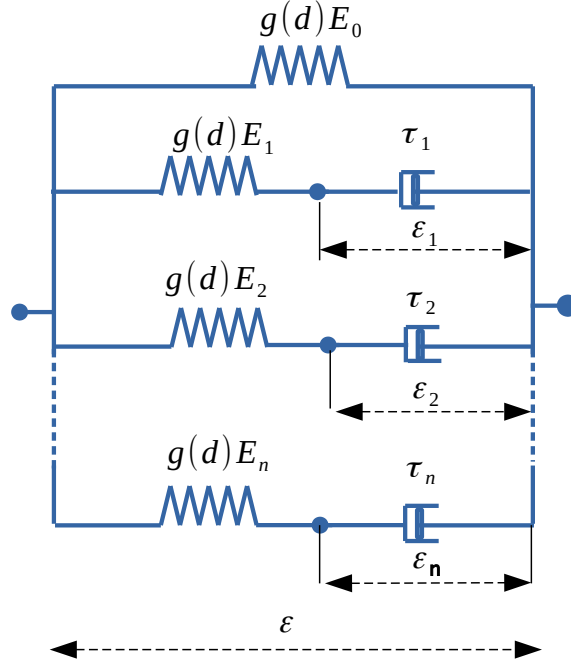 g(d)E₀
g(d)E₁
τ₁
ε₁
g(d)E₂
τ₂
ε₂
g(d)Eₙ
τₙ
εₙ
ε